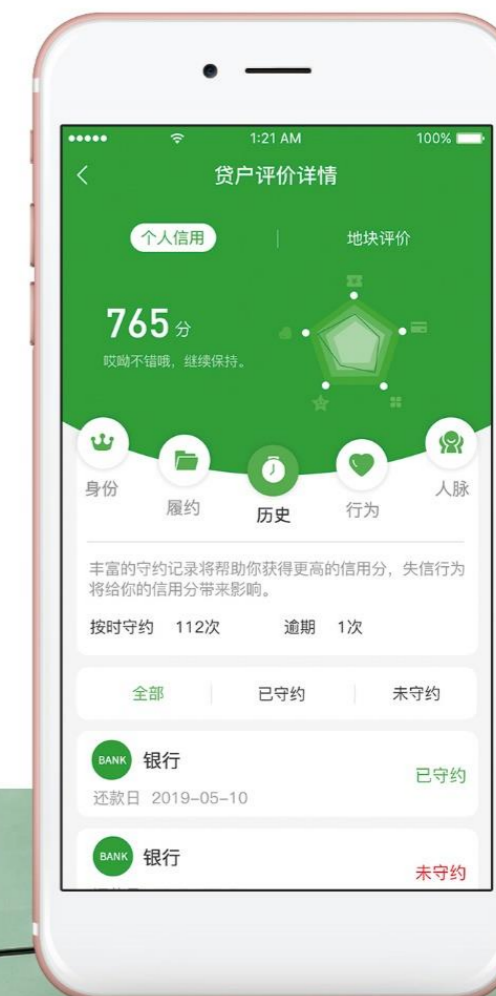 1:21 AM 100%
贷户评价详情
个人信用 地块评价
765 分
哎呦不错哦，继续保持。
身份 履约 历史 行为 人脉
丰富的守约记录将帮助你获得更高的信用分，失信行为
将给你的信用分带来影响。
按时守约 112次 逾期 1次
全部 已守约 未守约
BANK 银行 已守约
还款日 2019-05-10
BANK 银行 未守约